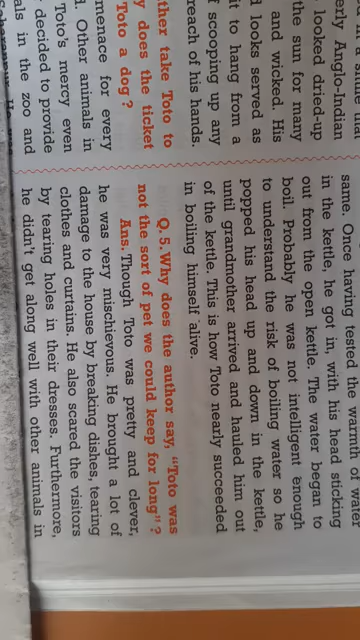 erly Anglo-Indian
looked dried-up
the sun for many
and wicked. His
looks served as
it to hang from a
scooping up any
reach of his hands.
ther take Toto to
y does the ticket
Toto a dog?
menace for every
d. Other animals in
Toto's mercy even
decided to provide
als in the zoo and
same. Once having tested the warmth of water
in the kettle, he got in, with his head sticking
out from the open kettle. The water began to
boil. Probably he was not intelligent enough
to understand the risk of boiling water so he
popped his head up and down in the kettle,
until grandmother arrived and hauled him out
of the kettle. This is how Toto nearly succeeded
in boiling himself alive.
Q. 5. Why does the author say, “Toto was
not the sort of pet we could keep for long”?
Ans. Though Toto was pretty and clever,
he was very mischievous. He brought a lot of
damage to the house by breaking dishes, tearing
clothes and curtains. He also scared the visitors
by tearing holes in their dresses. Furthermore,
he didn't get along well with other animals in